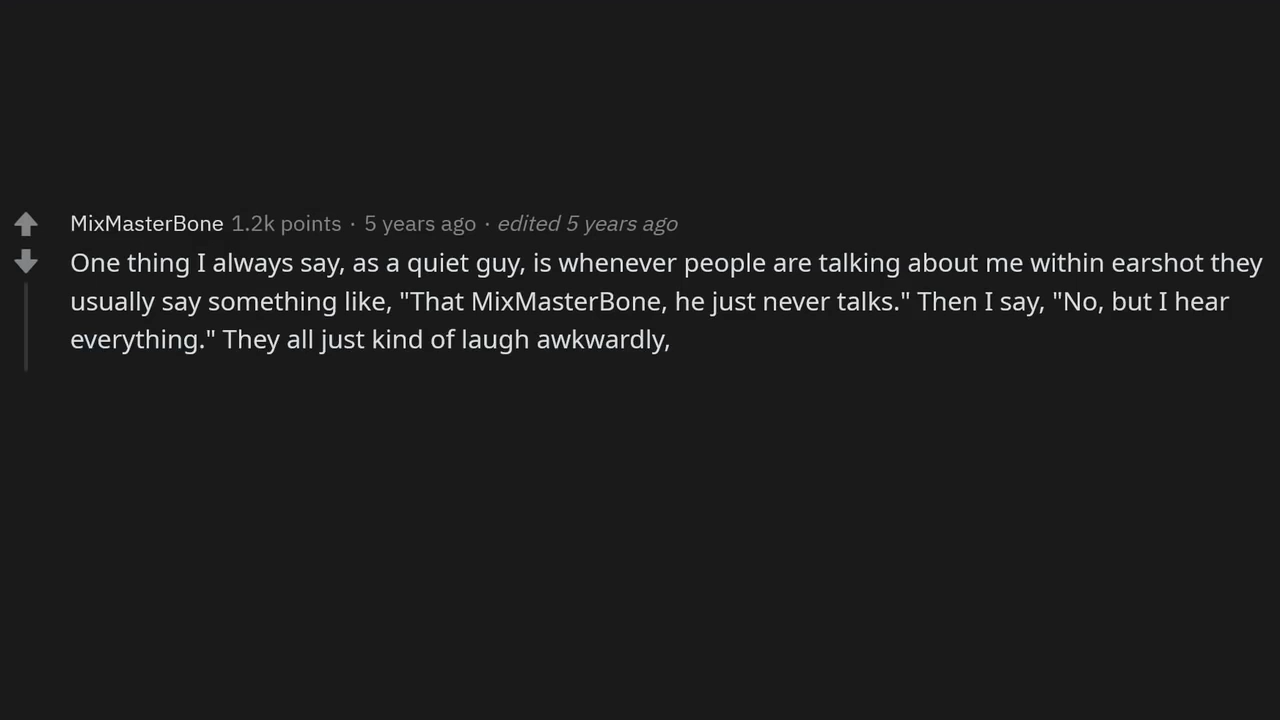 MixMasterBone 1.2k points · 5 years ago · edited 5 years ago
One thing I always say, as a quiet guy, is whenever people are talking about me within earshot they
usually say something like, "That MixMasterBone, he just never talks." Then I say, "No, but I hear
everything." They all just kind of laugh awkwardly,